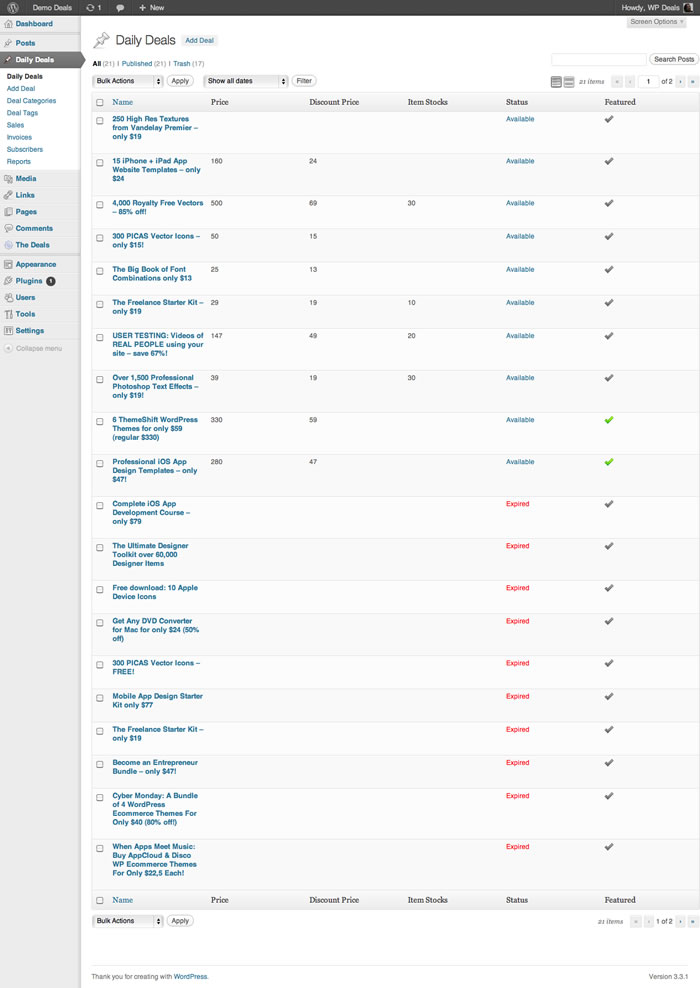 Demo Deals 1 + New Howdy, WP Deals
Screen Options
Dashboard
Posts
Daily Deals
Daily Deals
Add Deal
Deal Categories
Deal Tags
Sales
Invoices
Subscribers
Reports
Media
Links
Pages
Comments
The Deals
Appearance
Plugins 1
Users
Tools
Settings
Collapse menu
Daily Deals Add Deal
All (21) | Published (21) | Trash (17)
Search Posts
Bulk Actions Apply Show all dates Filter
21 items « ‹ 1 of 2 › »
Name Price Discount Price Item Stocks Status Featured
250 High Res Textures Available
from Vandelay Premier –
only $19
15 iPhone + iPad App 160 24 Available
Website Templates – only
$24
4,000 Royalty Free Vectors 500 69 30 Available
– 85% off!
300 PICAS Vector Icons – 50 15 Available
only $15!
The Big Book of Font 25 13 Available
Combinations only $13
The Freelance Starter Kit – 29 19 10 Available
only $19
USER TESTING: Videos of 147 49 20 Available
REAL PEOPLE using your
site – save 67%!
Over 1,500 Professional 39 19 30 Available
Photoshop Text Effects –
only $19!
6 ThemeShift WordPress 330 59 Available
Themes for only $59
(regular $330)
Professional iOS App 280 47 Available
Design Templates – only
$47!
Complete iOS App Expired
Development Course –
only $79
The Ultimate Designer Expired
Toolkit over 60,000
Designer Items
Free download: 10 Apple Expired
Device Icons
Get Any DVD Converter Expired
for Mac for only $24 (50%
off)
300 PICAS Vector Icons – Expired
FREE!
Mobile App Design Starter Expired
Kit only $77
The Freelance Starter Kit – Expired
only $19
Become an Entrepreneur Expired
Bundle – only $47!
Cyber Monday: A Bundle Expired
of 4 WordPress
Ecommerce Themes For
Only $40 (80% off!)
When Apps Meet Music: Expired
Buy AppCloud & Disco
WP Ecommerce Themes
For Only $22,5 Each!
Name Price Discount Price Item Stocks Status Featured
Bulk Actions Apply 21 items « ‹ 1 of 2 › »
Thank you for creating with WordPress. Version 3.3.1